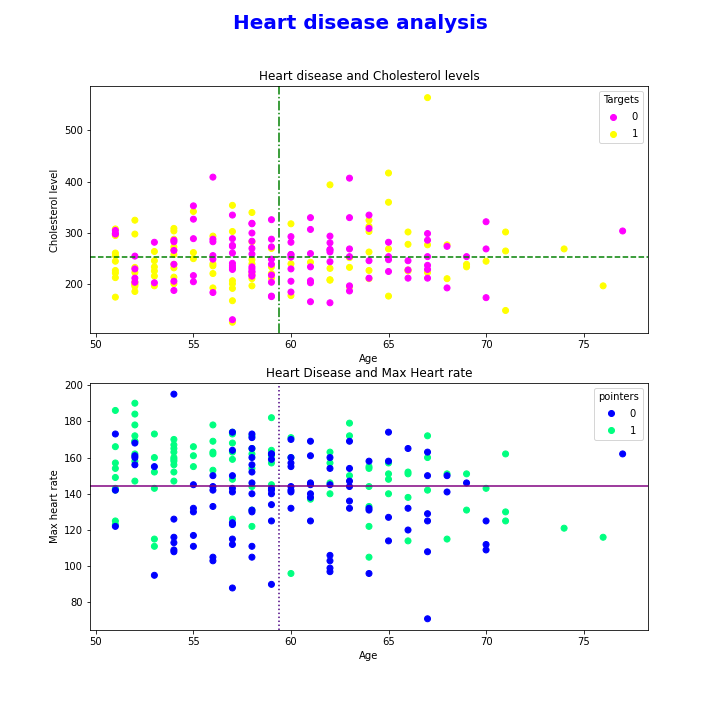 Heart disease analysis
Heart disease and Cholesterol levels
Cholesterol level
500
400
300
200
Targets
0
1
50 55 60 65 70 75
Age
Heart Disease and Max Heart rate
Max heart rate
200
180
160
140
120
100
80
pointers
0
1
50 55 60 65 70 75
Age